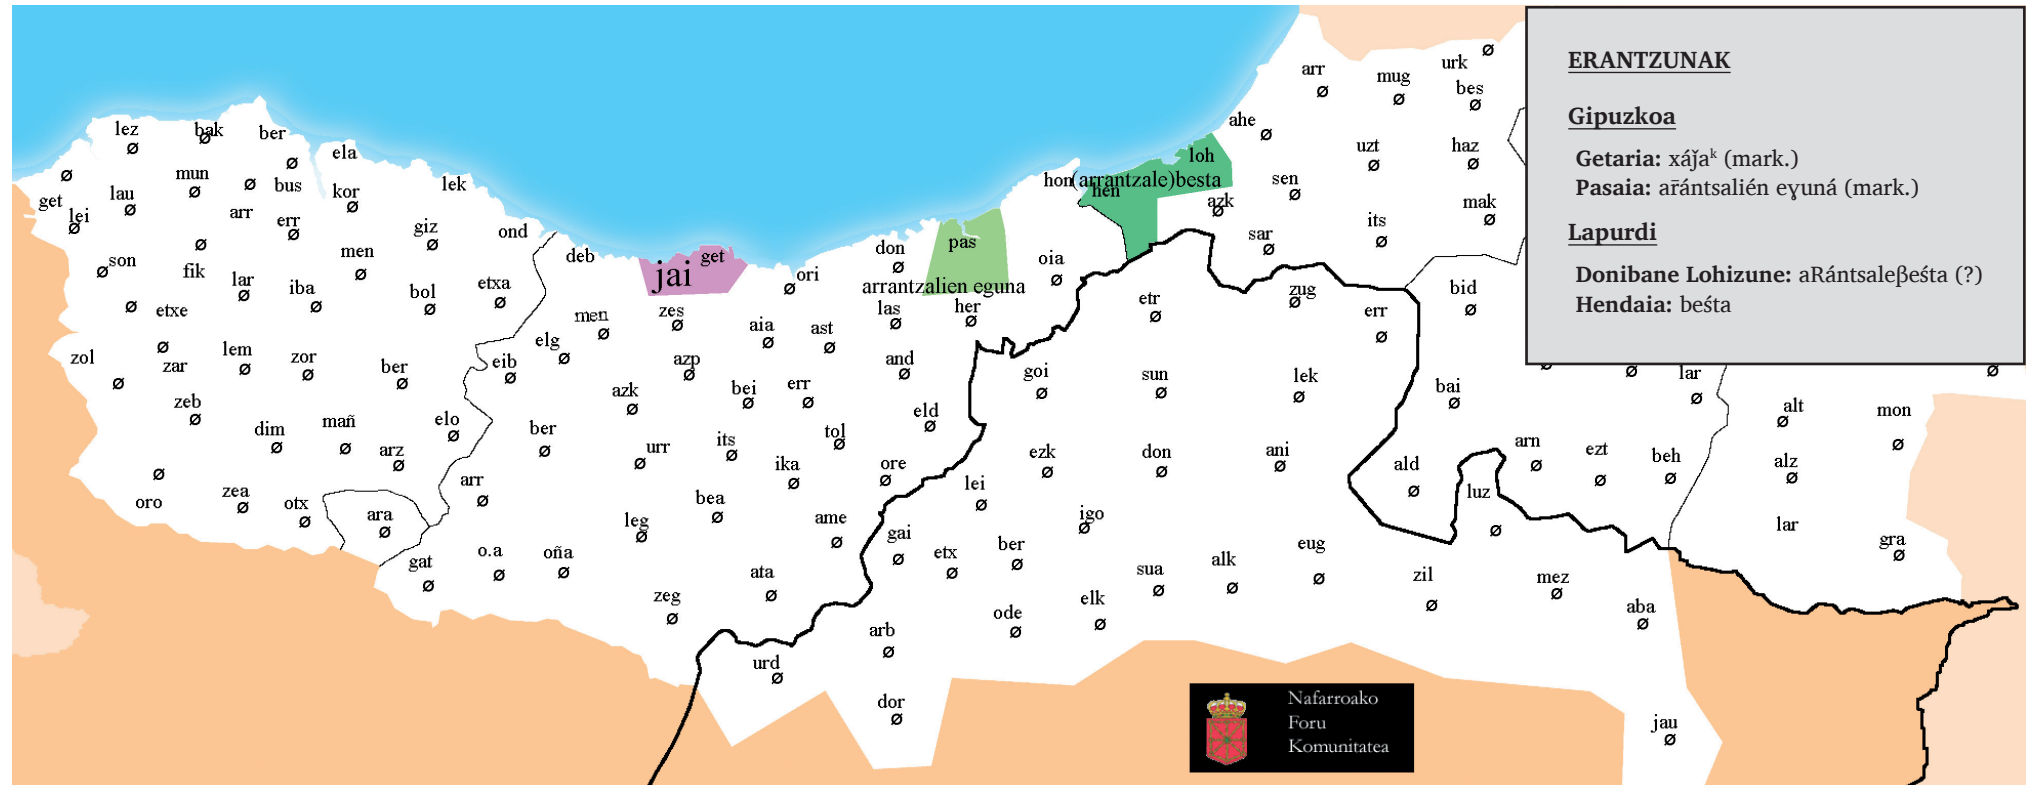 ERANTZUNAK
Gipuzkoa
Getaria: xáǰaᵏ (mark.)
Pasaia: ar̄ántsalién eɣuná (mark.)
Lapurdi
Donibane Lohizune: aRántsaleβeśta (?)
Hendaia: beśta
urk
arr
mug
bes
ahe
lez
bak
ber
ela
uzt
haz
loh
mun
bus
kor
lek
hon
(arrantzale)besta
hen
sen
get
lau
azk
mak
lei
arr
err
giz
ond
its
sar
don
pas
men
deb
get
oia
son
fik
lar
iba
bol
etxa
jai
ori
arrantzalien eguna
etr
zug
bid
etxe
men
zes
las
her
err
aia
ast
elg
zol
zar
lem
zor
ber
eib
azp
and
goi
sun
lek
lar
bai
zeb
azk
bei
err
alt
mon
dim
mañ
elo
ber
eld
arz
urr
its
tol
ezk
don
ani
arn
ezt
beh
alz
ika
ore
ald
oro
zea
otx
arr
lei
luz
ara
bea
leg
ame
gai
igo
lar
gat
o.a
oña
etx
ber
eug
gra
ata
sua
alk
zil
mez
zeg
ode
elk
aba
arb
urd
dor
jau
Nafarroako
Foru
Komunitatea